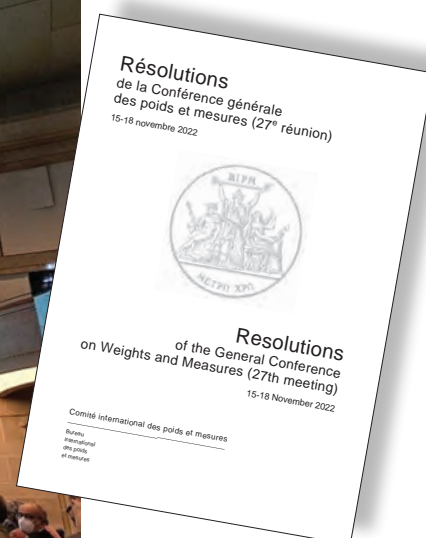 Résolutions
de la Conférence générale
des poids et mesures (27e réunion)
15-18 novembre 2022
BIPM
ΜΕΤΡΩ ΧΡΩ
Resolutions
of the General Conference
on Weights and Measures (27th meeting)
15-18 November 2022
Comité international des poids et mesures
Bureau
international
des poids
et mesures